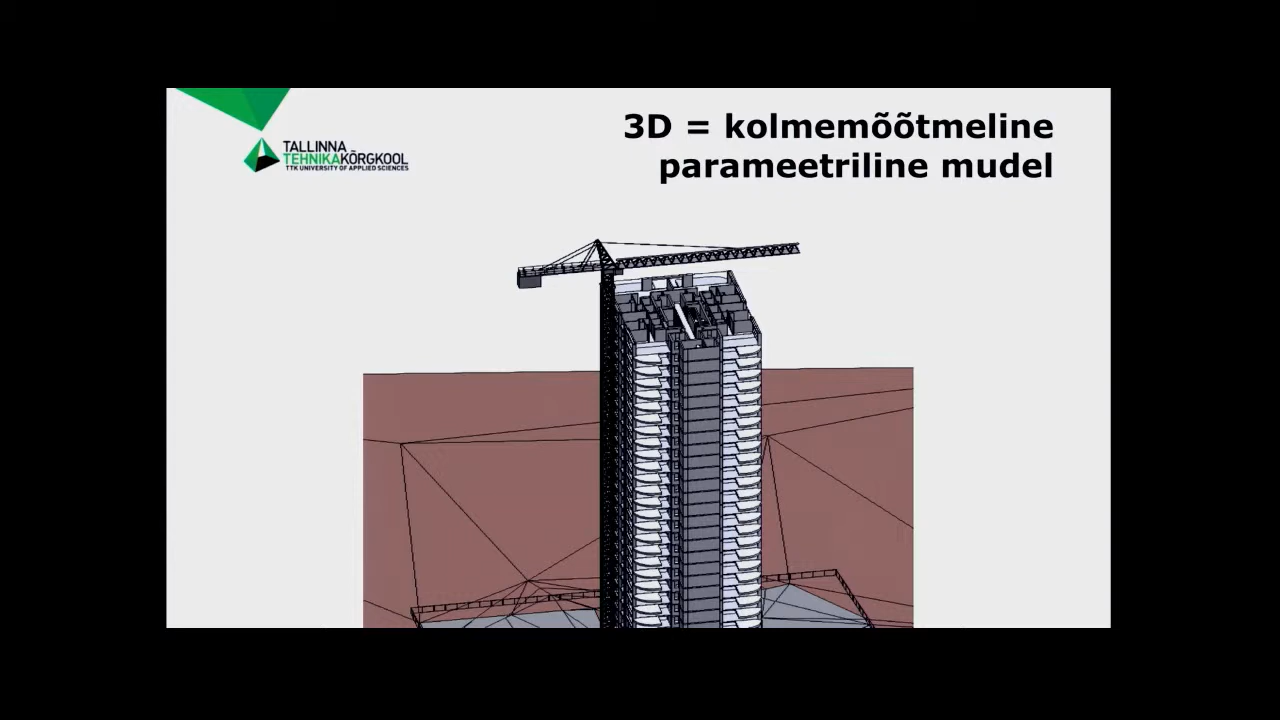 3D = kolmemõõtmeline
parameetriline mudel
TALLINNA
TEHNIKAKÕRGKOOL
TTK UNIVERSITY OF APPLIED SCIENCES